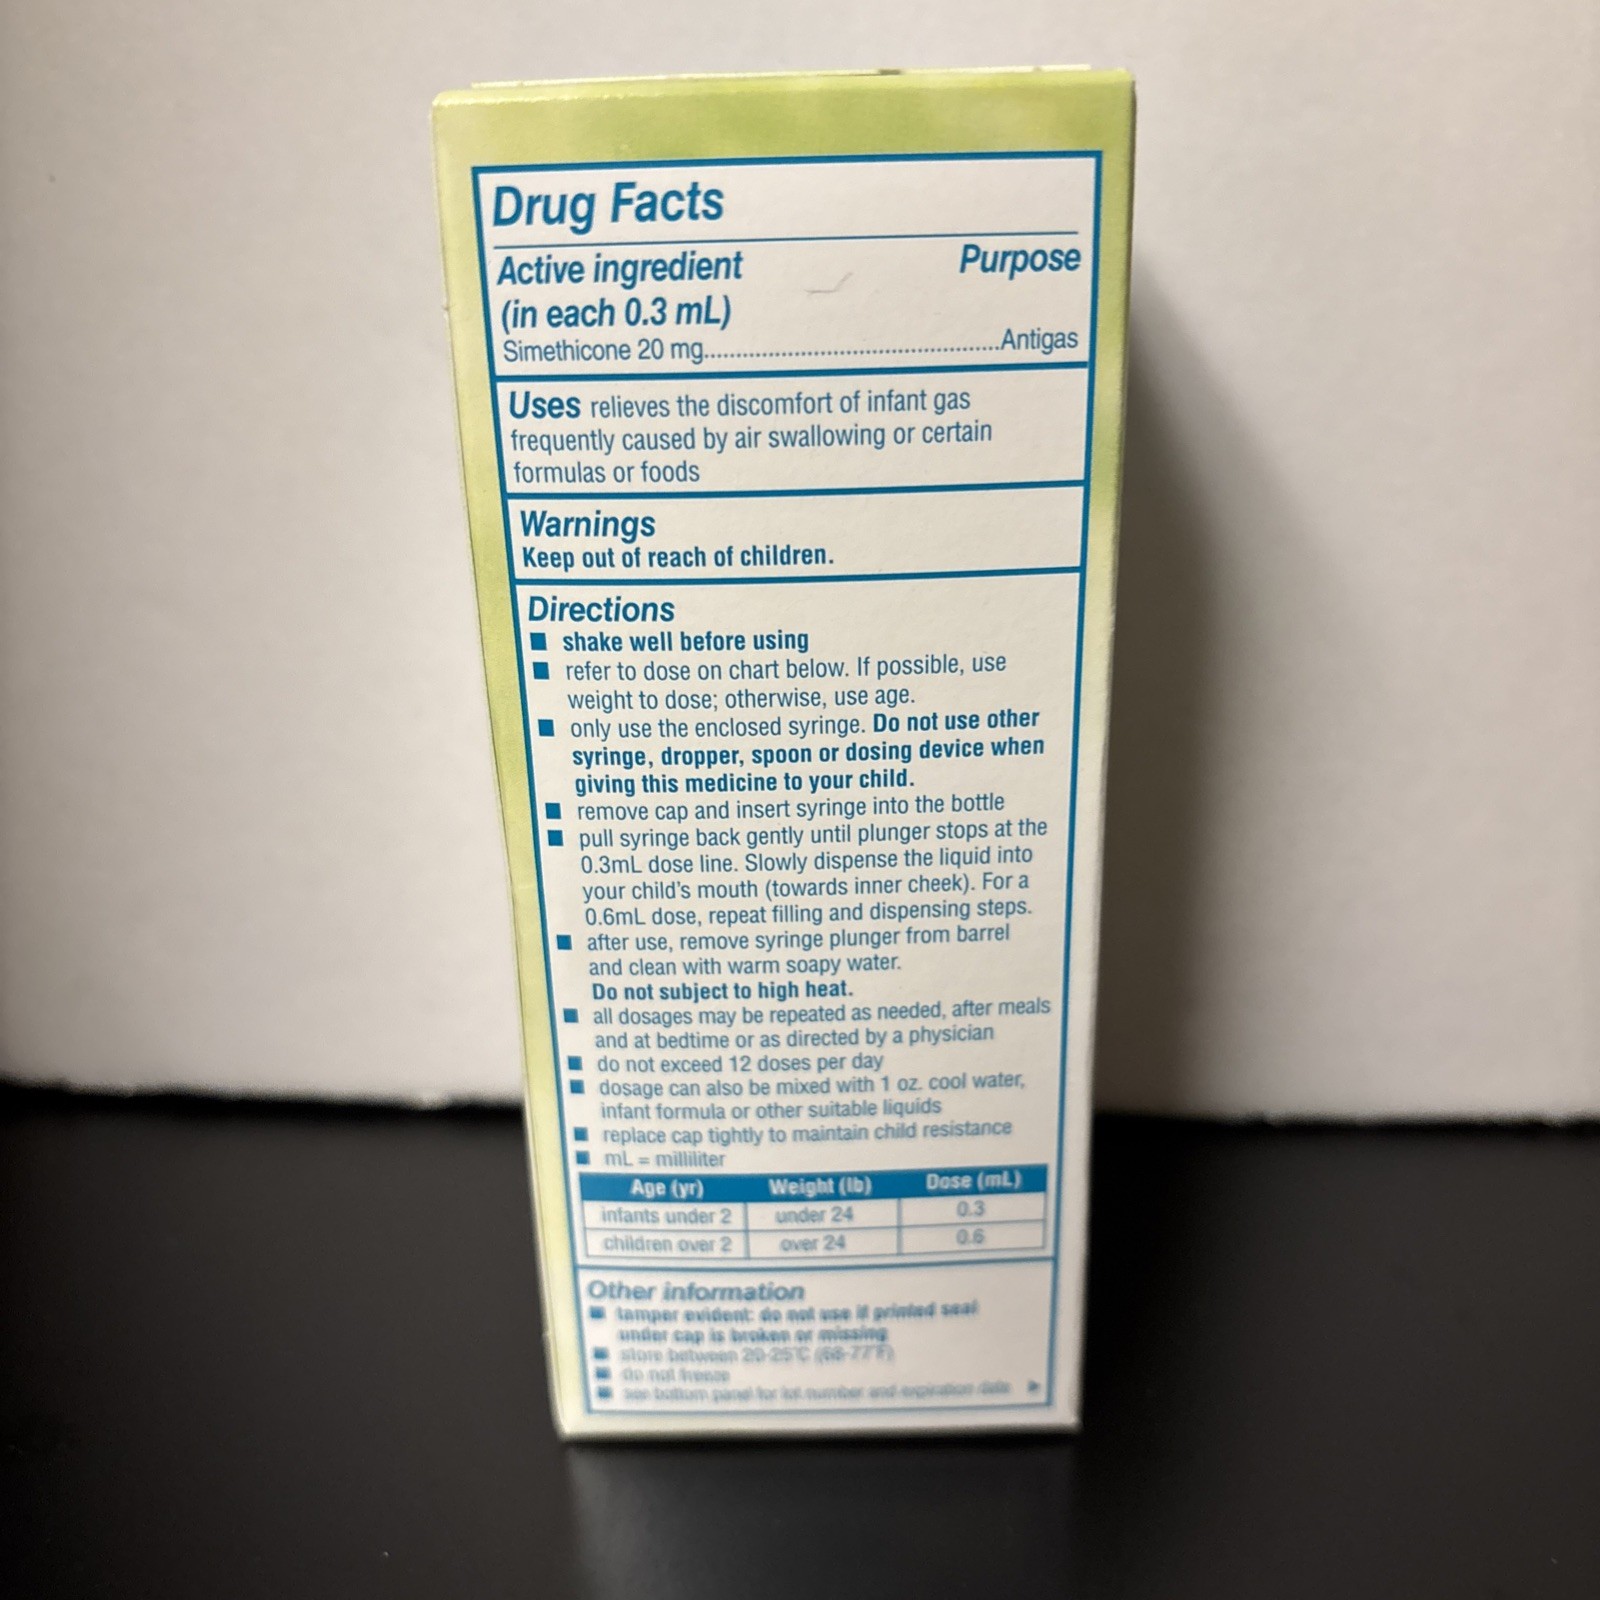 Drug Facts
Active ingredient Purpose
(in each 0.3 mL)
Simethicone 20 mg................................................Antigas
Uses relieves the discomfort of infant gas
frequently caused by air swallowing or certain
formulas or foods
Warnings
Keep out of reach of children.
Directions
■ shake well before using
■ refer to dose on chart below. If possible, use
weight to dose; otherwise, use age.
■ only use the enclosed syringe. Do not use other
syringe, dropper, spoon or dosing device when
giving this medicine to your child.
■ remove cap and insert syringe into the bottle
■ pull syringe back gently until plunger stops at the
0.3mL dose line. Slowly dispense the liquid into
your child's mouth (towards inner cheek). For a
0.6mL dose, repeat filling and dispensing steps.
■ after use, remove syringe plunger from barrel
and clean with warm soapy water.
Do not subject to high heat.
■ all dosages may be repeated as needed, after meals
and at bedtime or as directed by a physician
■ do not exceed 12 doses per day
■ dosage can also be mixed with 1 oz. cool water,
infant formula or other suitable liquids
■ replace cap tightly to maintain child resistance
■ mL = milliliter
Age (yr) Weight (lb) Dose (mL)
infants under 2 under 24 0.3
children over 2 over 24 0.6
Other information
■ tamper evident: do not use if printed seal
under cap is broken or missing
■ store between 20-25°C (68-77°F)
■ do not freeze
■ see bottom panel for lot number and expiration date